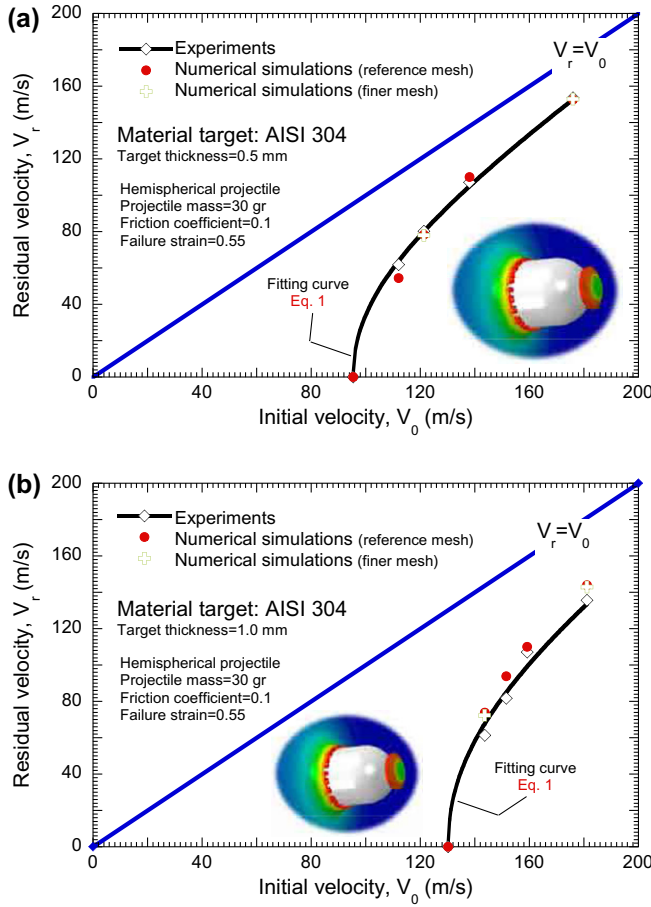 (a)
200
160
120
80
40
0
Residual velocity, V_r (m/s)
Experiments
Numerical simulations (reference mesh)
Numerical simulations (finer mesh)
V_r=V_0
Material target: AISI 304
Target thickness=0.5 mm
Hemispherical projectile
Projectile mass=30 gr
Friction coefficient=0.1
Failure strain=0.55
Fitting curve
Eq. 1
0 80 120 160 200
Initial velocity, V_0 (m/s)
(b)
200
160
120
80
40
0
Residual velocity, V_r (m/s)
Experiments
Numerical simulations (reference mesh)
Numerical simulations (finer mesh)
V_r=V_0
Material target: AISI 304
Target thickness=1.0 mm
Hemispherical projectile
Projectile mass=30 gr
Friction coefficient=0.1
Failure strain=0.55
Fitting curve
Eq. 1
0 80 120 160 200
Initial velocity, V_0 (m/s)